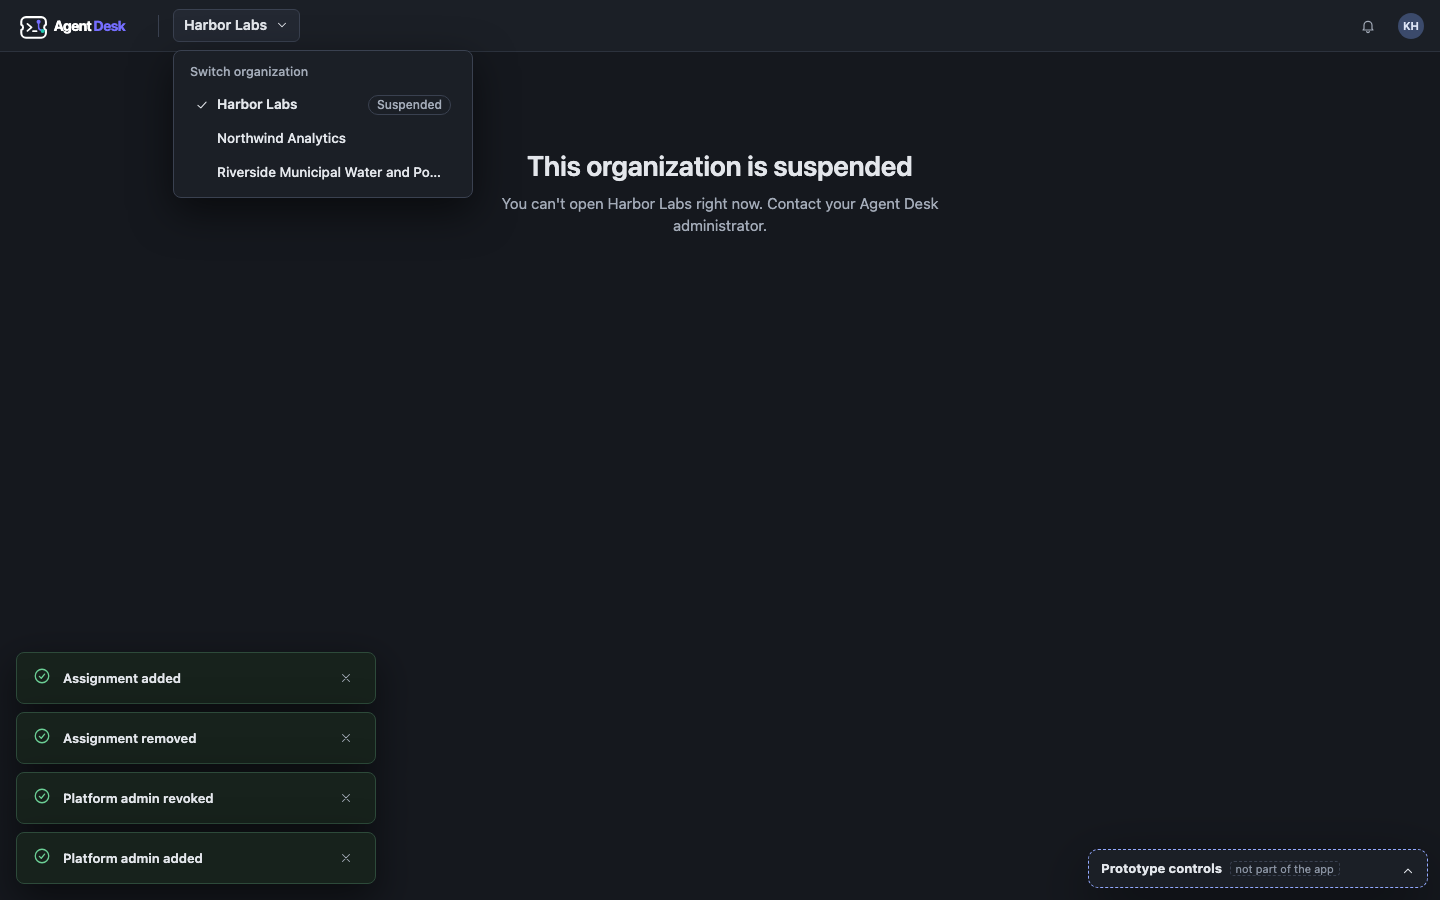 Agent Desk
Harbor Labs
KH
Switch organization
Harbor Labs
Suspended
Northwind Analytics
Riverside Municipal Water and Po...
This organization is suspended
You can't open Harbor Labs right now. Contact your Agent Desk
administrator.
Assignment added
Assignment removed
Platform admin revoked
Platform admin added
Prototype controls
not part of the app